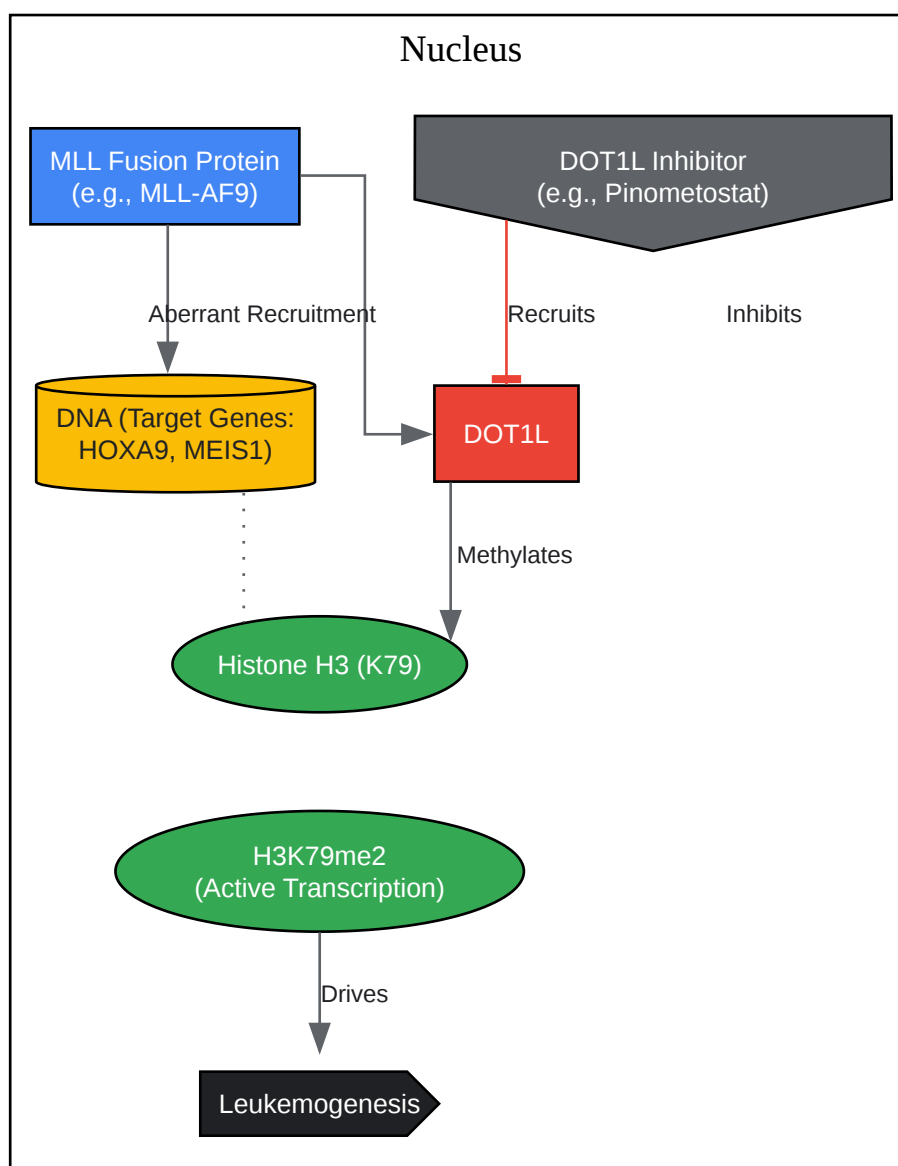 Nucleus
MLL Fusion Protein
(e.g., MLL-AF9)
DOT1L Inhibitor
(e.g., Pinometostat)
Aberrant Recruitment
Recruits
Inhibits
DNA (Target Genes:
HOXA9, MEIS1)
DOT1L
Methylates
Histone H3 (K79)
H3K79me2
(Active Transcription)
Drives
Leukemogenesis